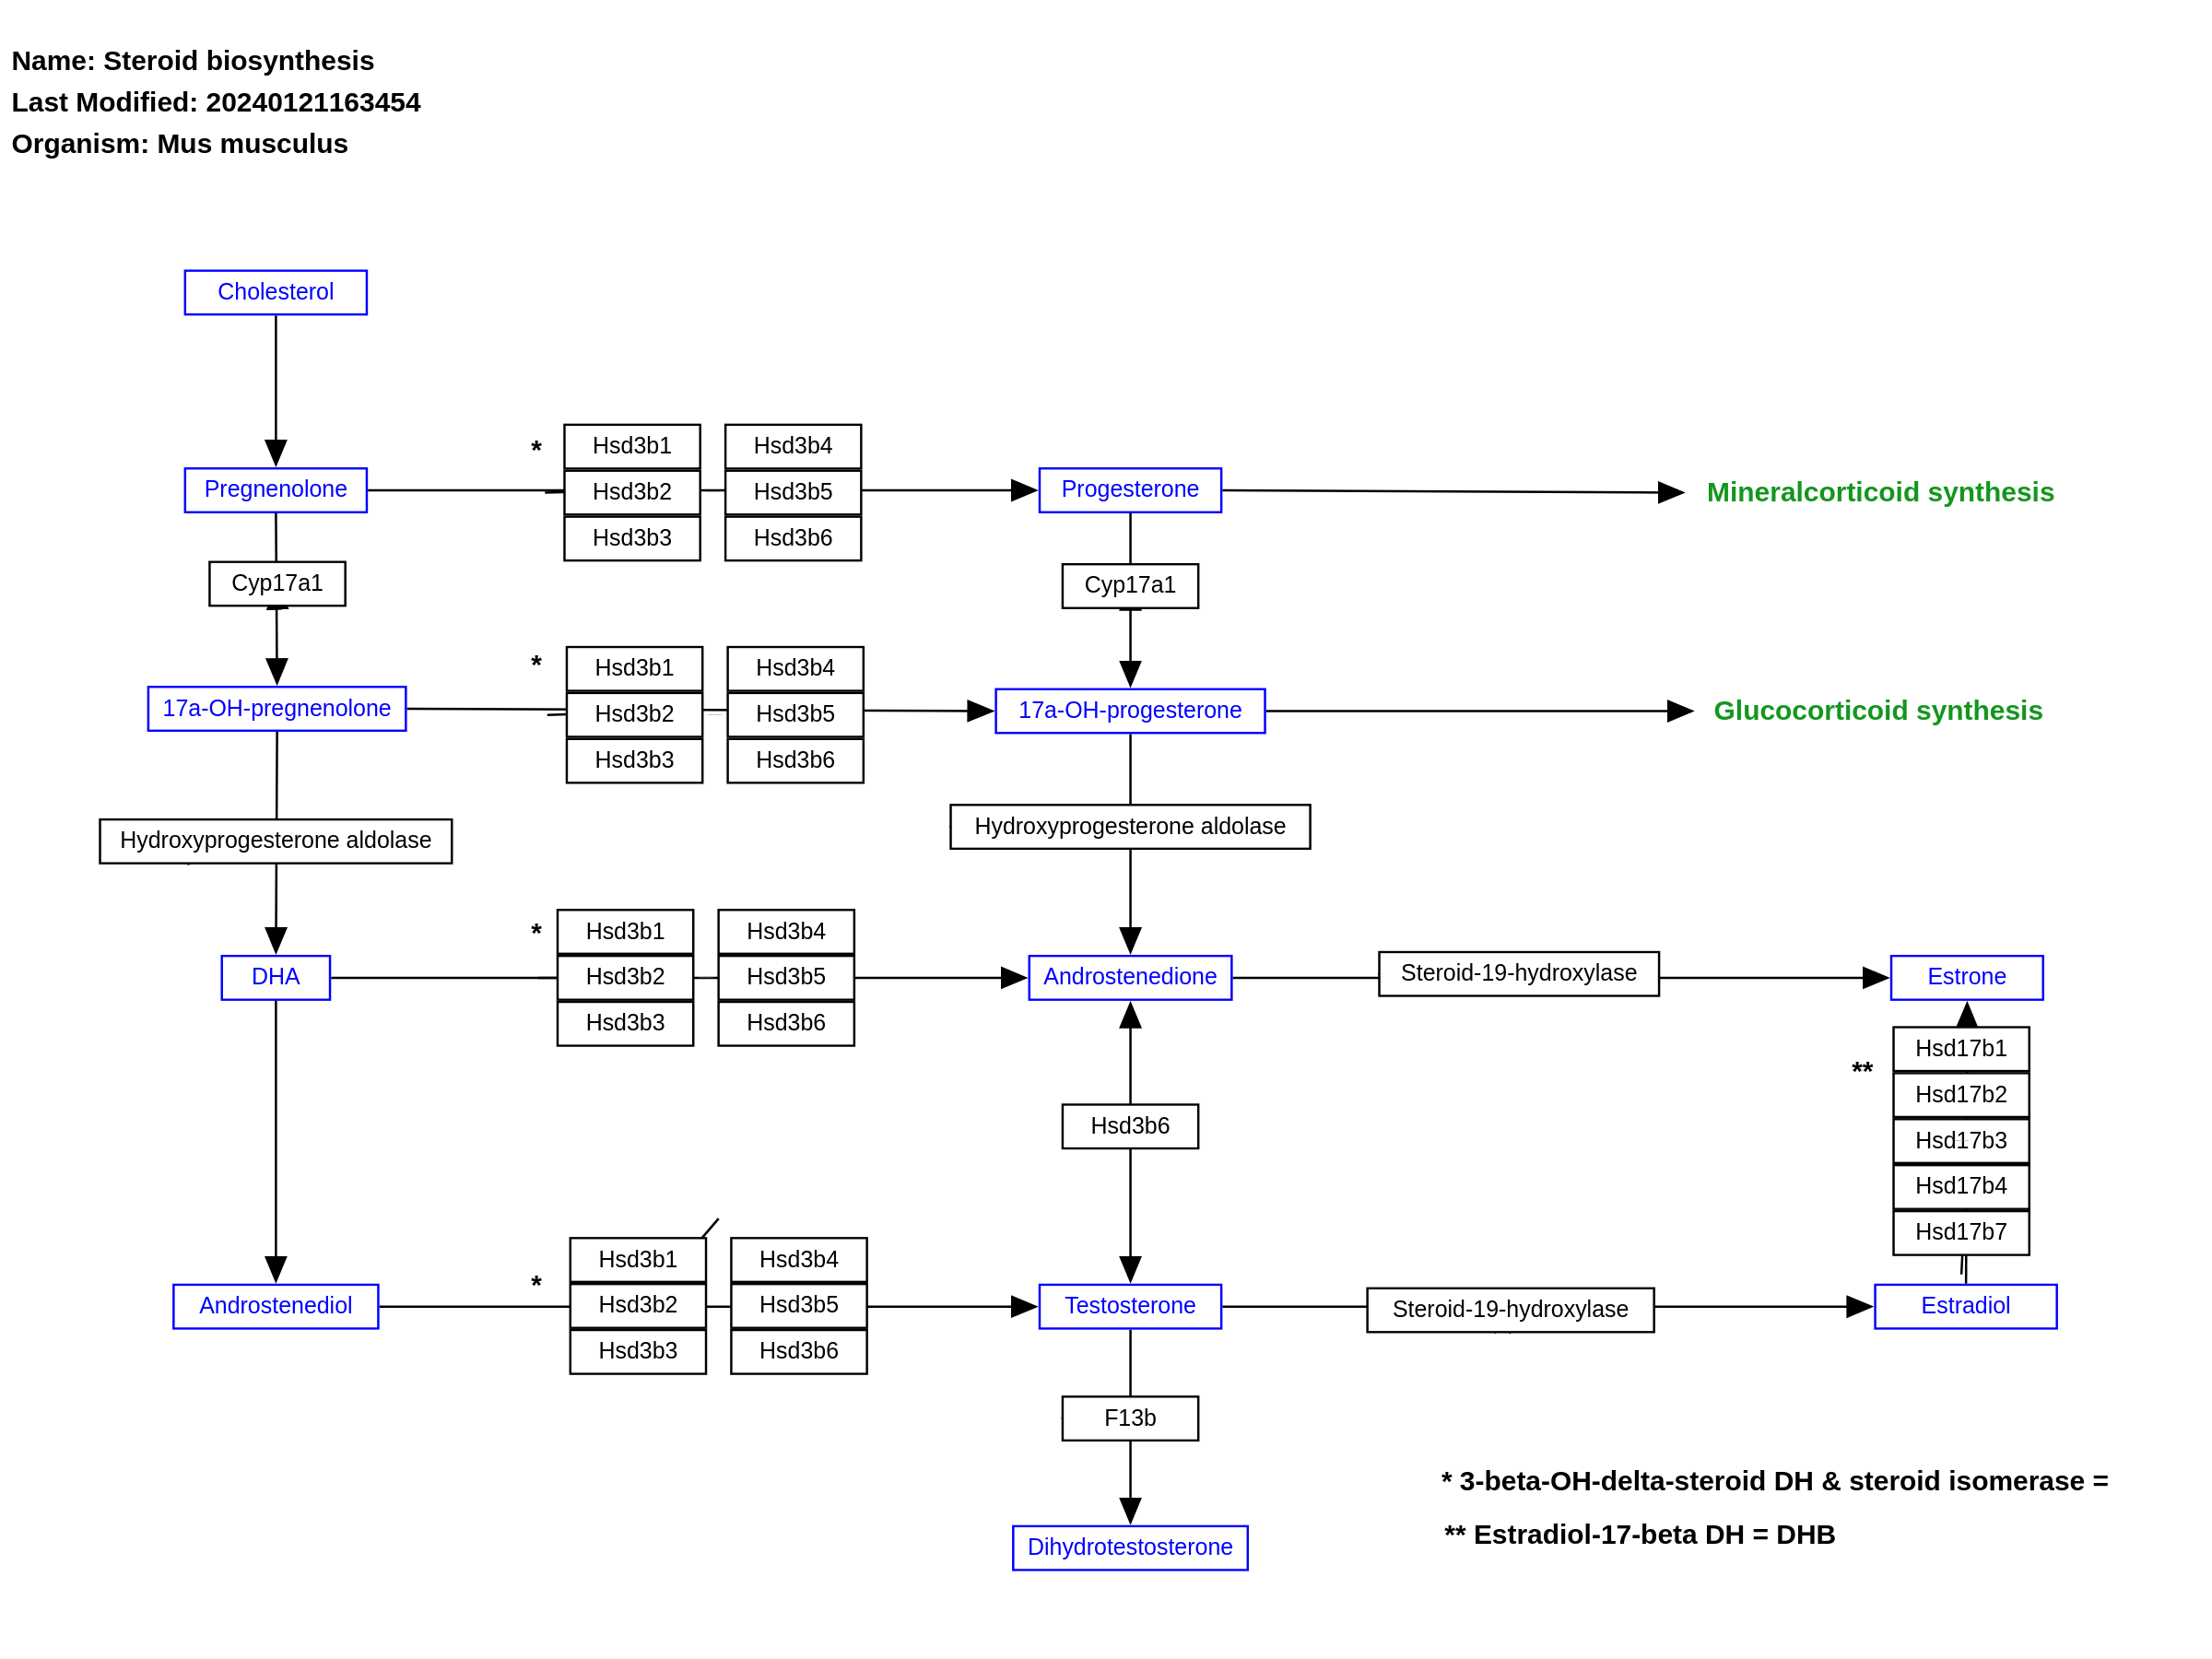 Name: Steroid biosynthesis
Last Modified: 20240121163454
Organism: Mus musculus
Cholesterol
* Hsd3b1 Hsd3b4
Pregnenolone Hsd3b2 Hsd3b5 Progesterone Mineralcorticoid synthesis
Hsd3b3 Hsd3b6
Cyp17a1 Cyp17a1
* Hsd3b1 Hsd3b4
17a-OH-pregnenolone Hsd3b2 Hsd3b5 17a-OH-progesterone Glucocorticoid synthesis
Hsd3b3 Hsd3b6
Hydroxyprogesterone aldolase Hydroxyprogesterone aldolase
* Hsd3b1 Hsd3b4
DHA Hsd3b2 Hsd3b5 Androstenedione Steroid-19-hydroxylase Estrone
Hsd3b3 Hsd3b6
Hsd17b1
**
Hsd17b2
Hsd3b6 Hsd17b3
Hsd17b4
Hsd17b7
* Hsd3b1 Hsd3b4
Androstenediol Hsd3b2 Hsd3b5 Testosterone Steroid-19-hydroxylase Estradiol
Hsd3b3 Hsd3b6
F13b
* 3-beta-OH-delta-steroid DH & steroid isomerase =
** Estradiol-17-beta DH = DHB
Dihydrotestosterone